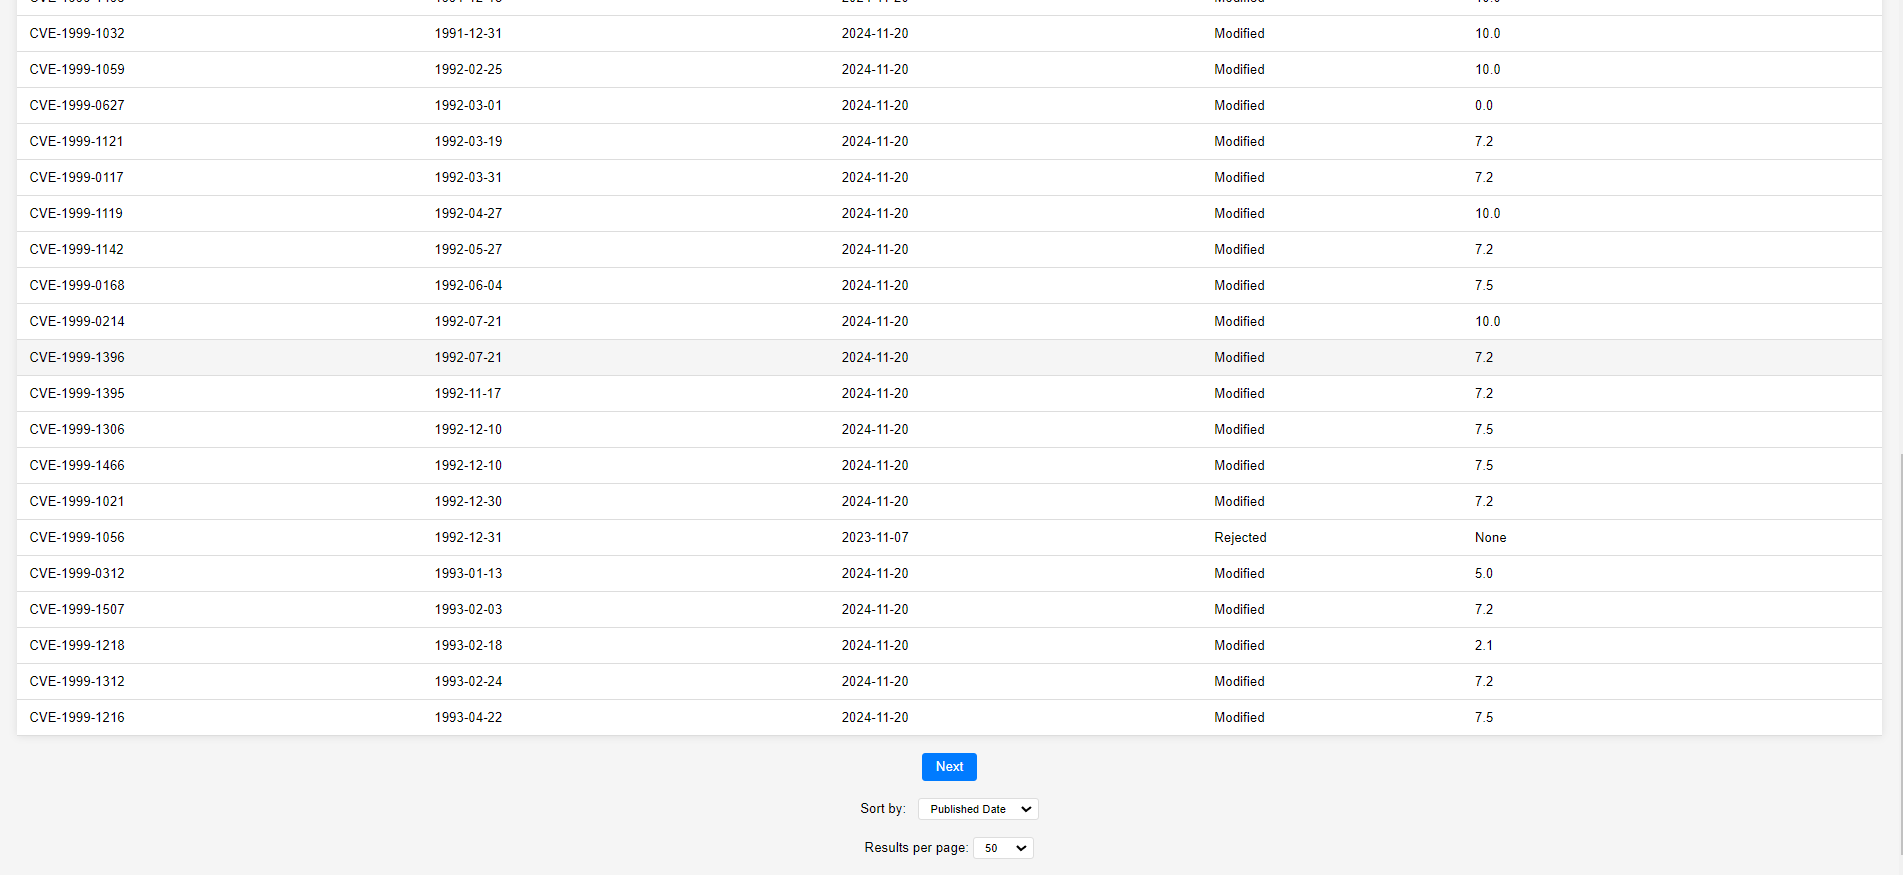 CVE-1999-1032 1991-12-31 2024-11-20 Modified 10.0
CVE-1999-1059 1992-02-25 2024-11-20 Modified 10.0
CVE-1999-0627 1992-03-01 2024-11-20 Modified 0.0
CVE-1999-1121 1992-03-19 2024-11-20 Modified 7.2
CVE-1999-0117 1992-03-31 2024-11-20 Modified 7.2
CVE-1999-1119 1992-04-27 2024-11-20 Modified 10.0
CVE-1999-1142 1992-05-27 2024-11-20 Modified 7.2
CVE-1999-0168 1992-06-04 2024-11-20 Modified 7.5
CVE-1999-0214 1992-07-21 2024-11-20 Modified 10.0
CVE-1999-1396 1992-07-21 2024-11-20 Modified 7.2
CVE-1999-1395 1992-11-17 2024-11-20 Modified 7.2
CVE-1999-1306 1992-12-10 2024-11-20 Modified 7.5
CVE-1999-1466 1992-12-10 2024-11-20 Modified 7.5
CVE-1999-1021 1992-12-30 2024-11-20 Modified 7.2
CVE-1999-1056 1992-12-31 2023-11-07 Rejected None
CVE-1999-0312 1993-01-13 2024-11-20 Modified 5.0
CVE-1999-1507 1993-02-03 2024-11-20 Modified 7.2
CVE-1999-1218 1993-02-18 2024-11-20 Modified 2.1
CVE-1999-1312 1993-02-24 2024-11-20 Modified 7.2
CVE-1999-1216 1993-04-22 2024-11-20 Modified 7.5
Next
Sort by: Published Date
Results per page: 50